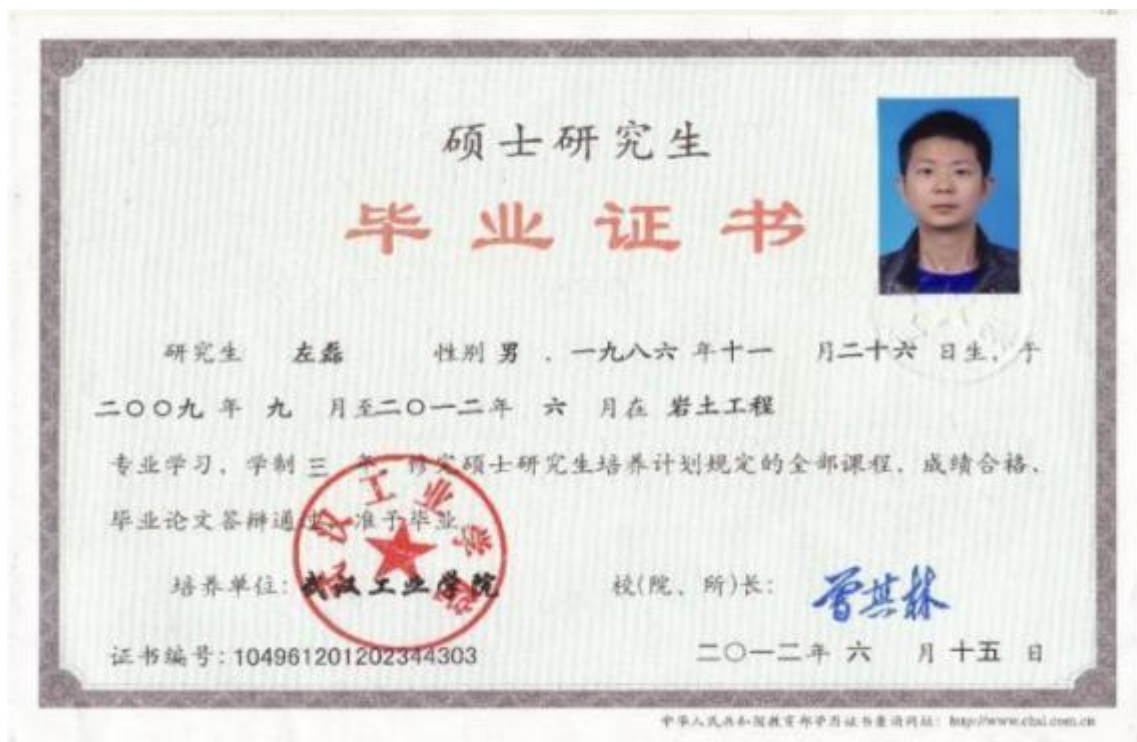 硕士研究生
毕业证书
研究生 左磊 性别 男 ，一九八六 年十一 月二十六 日生，于
二〇〇九 年 九 月至二〇一二年 六 月在 岩土工程
专业学习，学制 三 年，修完硕士研究生培养计划规定的全部课程，成绩合格，
毕业论文答辩通过，准予毕业
培养单位：武汉工业学院 校(院、所)长：
武汉工业学院
证书编号：104961201202344303 二〇一二年 六 月 十五 日
中华人民共和国教育部学历证书查询网址：http://www.chsi.com.cn